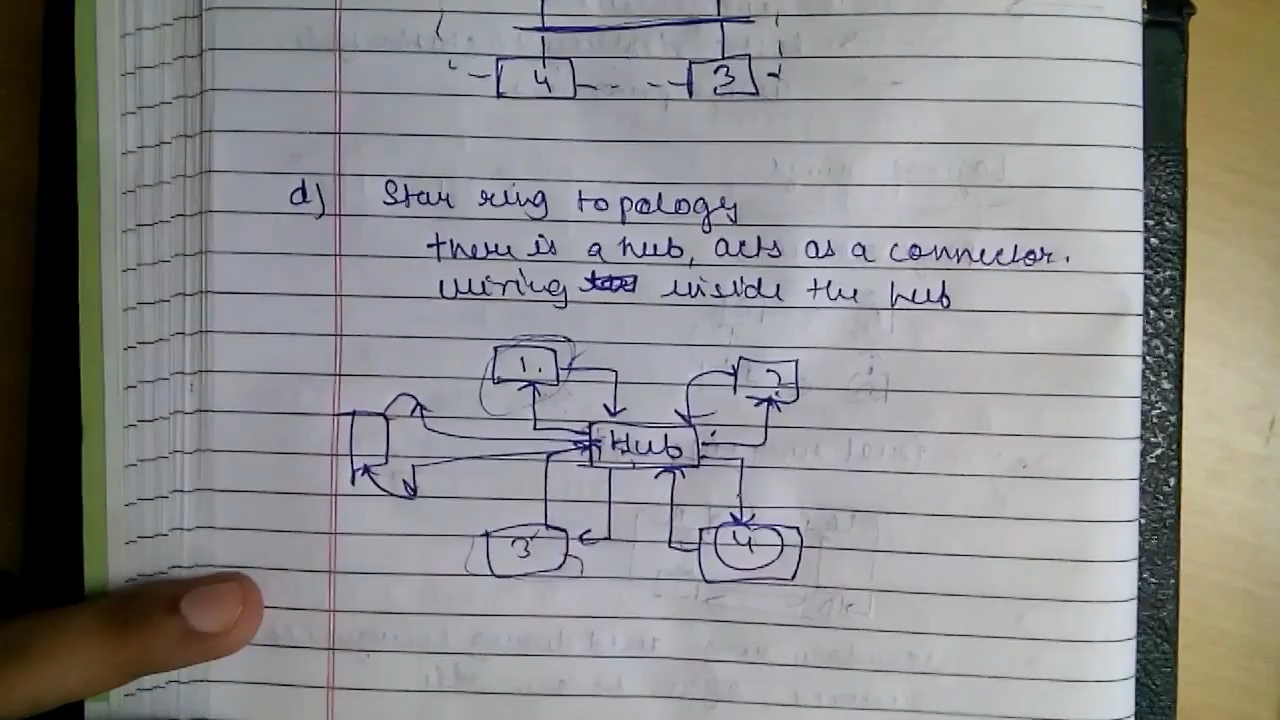 4 3
d) Star ring topology
there is a hub, acts as a connector.
wiring inside the hub
1. 2
Hub
3 4